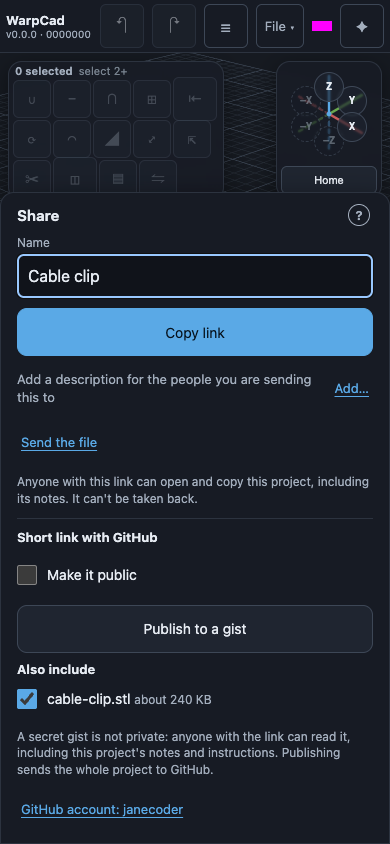 WarpCad
v0.0.0 · 0000000
File
0 selected select 2+
Z
-X
Y
-Y
X
-Z
Home
Share
?
Name
Cable clip
Copy link
Add a description for the people you are sending
this to
Add...
Send the file
Anyone with this link can open and copy this project, including
its notes. It can't be taken back.
Short link with GitHub
Make it public
Publish to a gist
Also include
cable-clip.stl about 240 KB
A secret gist is not private: anyone with the link can read it,
including this project's notes and instructions. Publishing
sends the whole project to GitHub.
GitHub account: janecoder